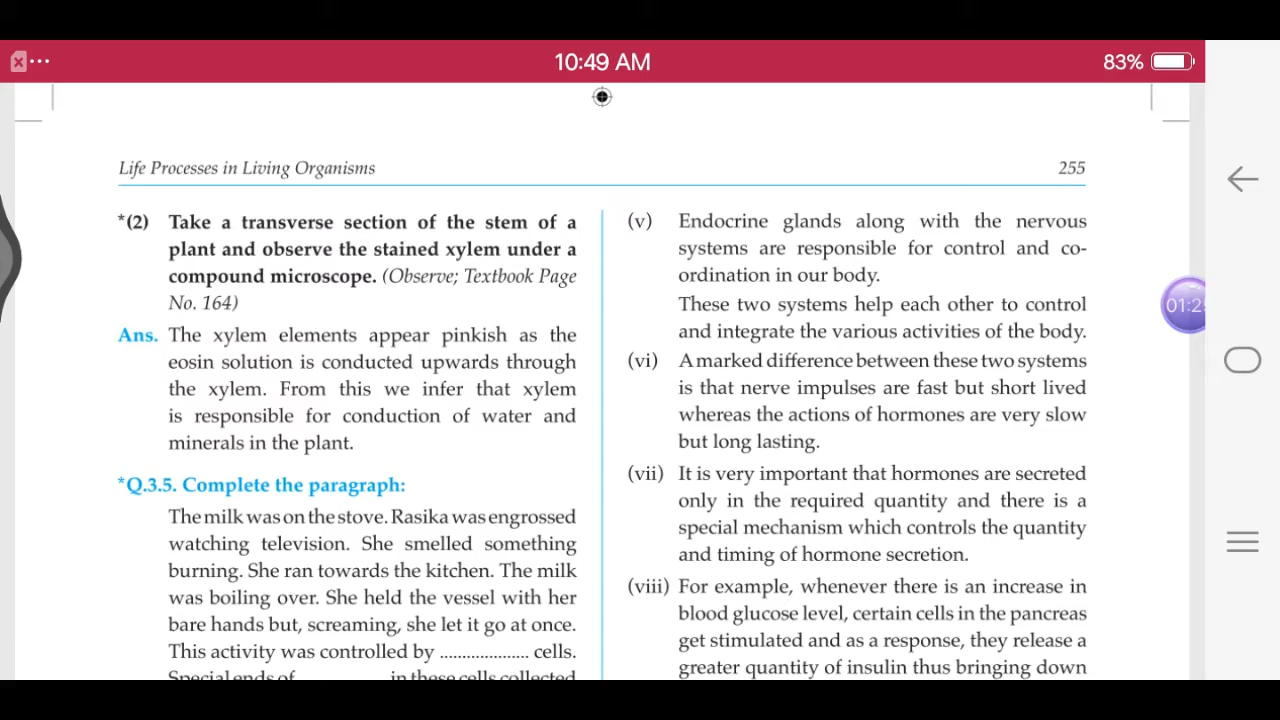 10:49 AM
83%
Life Processes in Living Organisms
255
*(2) Take a transverse section of the stem of a
plant and observe the stained xylem under a
compound microscope. (Observe; Textbook Page
No. 164)
Ans. The xylem elements appear pinkish as the
eosin solution is conducted upwards through
the xylem. From this we infer that xylem
is responsible for conduction of water and
minerals in the plant.
*Q.3.5. Complete the paragraph:
The milk was on the stove. Rasika was engrossed
watching television. She smelled something
burning. She ran towards the kitchen. The milk
was boiling over. She held the vessel with her
bare hands but, screaming, she let it go at once.
This activity was controlled by .................... cells.
Special ends of in these cells collected
(v) Endocrine glands along with the nervous
systems are responsible for control and co-
ordination in our body.
These two systems help each other to control
and integrate the various activities of the body.
(vi) A marked difference between these two systems
is that nerve impulses are fast but short lived
whereas the actions of hormones are very slow
but long lasting.
(vii) It is very important that hormones are secreted
only in the required quantity and there is a
special mechanism which controls the quantity
and timing of hormone secretion.
(viii) For example, whenever there is an increase in
blood glucose level, certain cells in the pancreas
get stimulated and as a response, they release a
greater quantity of insulin thus bringing down